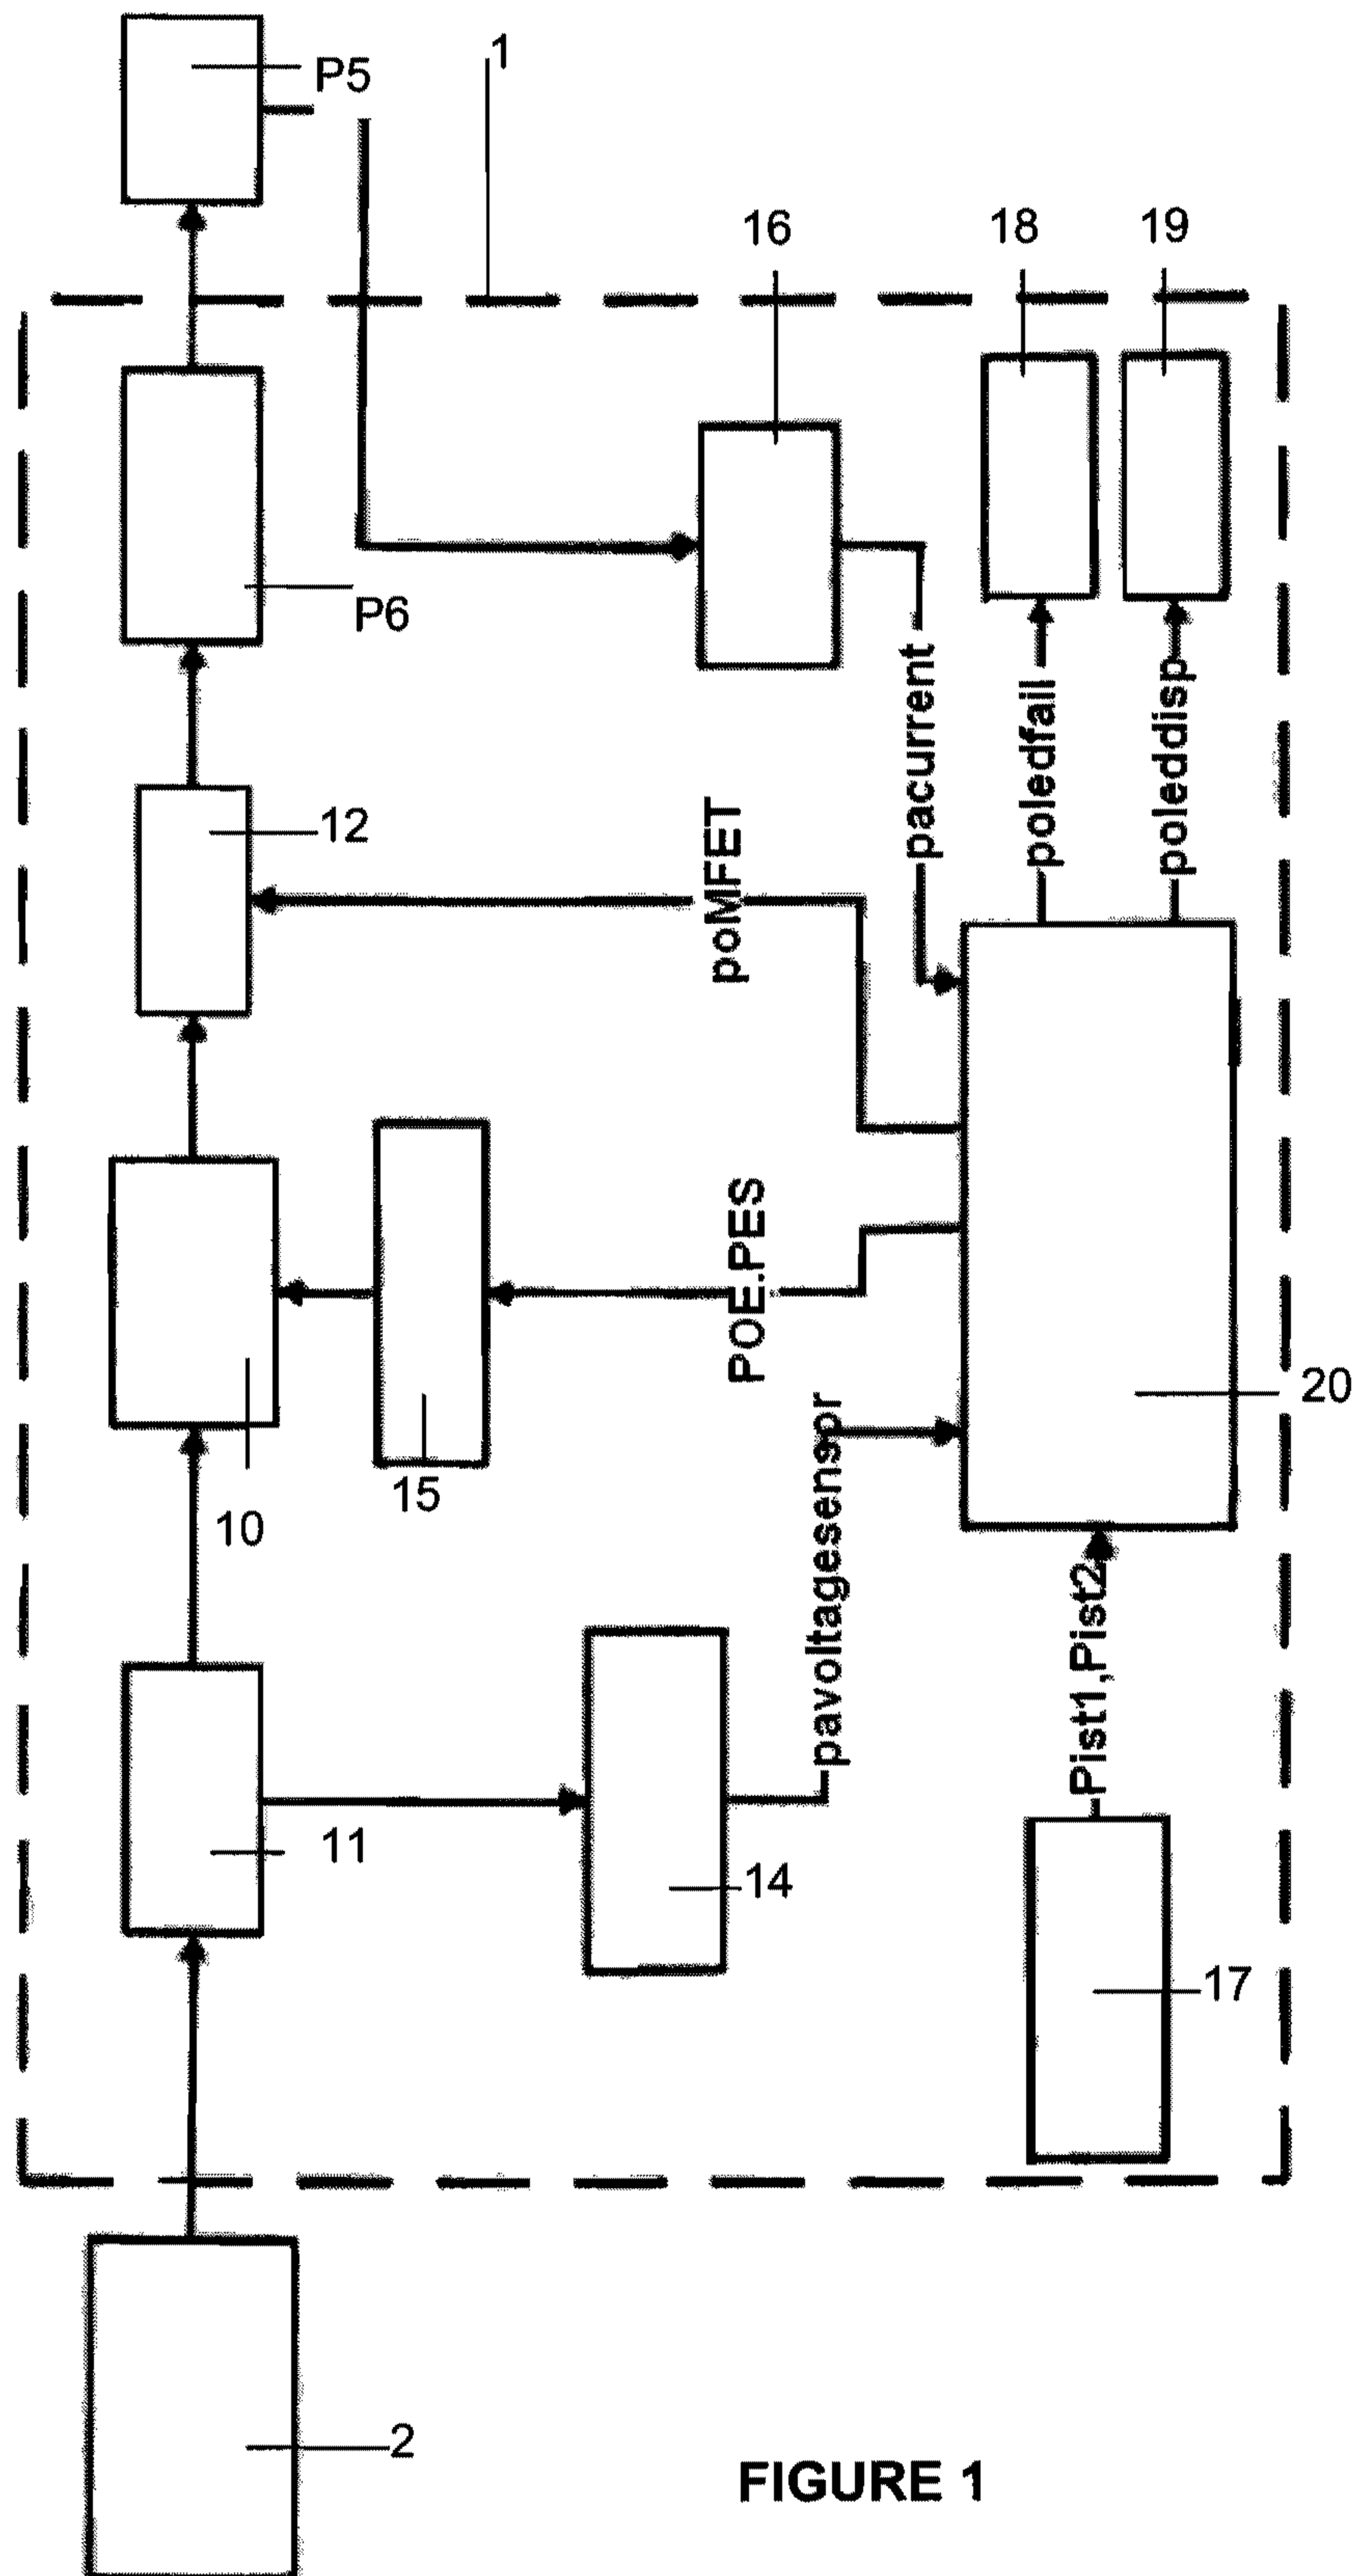 1
P5
16
18
19
P6
12
pacurrent
poledfail
poleddisp
poMFET
POE.PES
20
15
10
pavoltagesensor
Pist1,Pist2
11
14
17
2
FIGURE 1